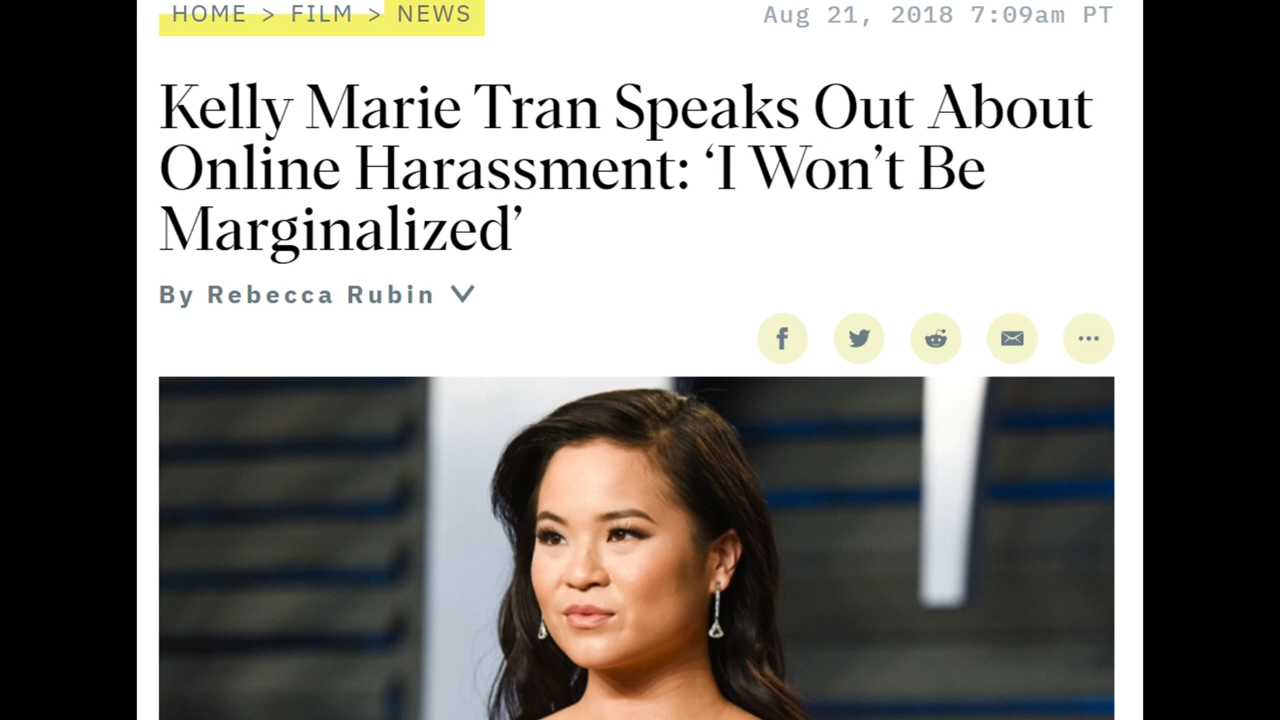 HOME > FILM > NEWS
Aug 21, 2018 7:09am PT
Kelly Marie Tran Speaks Out About
Online Harassment: ‘I Won’t Be
Marginalized’
By Rebecca Rubin